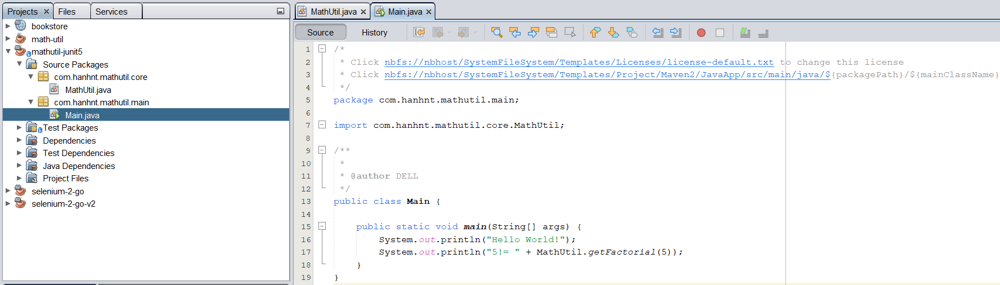 Projects
Files
Services
bookstore
math-util
mathutil-junit5
Source Packages
com.hanhnt.mathutil.core
MathUtil.java
com.hanhnt.mathutil.main
Main.java
Test Packages
Dependencies
Test Dependencies
Java Dependencies
Project Files
selenium-2-go
selenium-2-go-v2
MathUtil.java
Main.java
Source
History
1 /*
2 * Click nbfs://nbhost/SystemFileSystem/Templates/Licenses/license-default.txt to change this license
3 * Click nbfs://nbhost/SystemFileSystem/Templates/Project/Maven2/JavaApp/src/main/java/${packagePath}/${mainClassName}
4 */
5 package com.hanhnt.mathutil.main;
6
7 import com.hanhnt.mathutil.core.MathUtil;
8
9 /**
10 *
11 * @author DELL
12 */
13 public class Main {
14
15 public static void main(String[] args) {
16 System.out.println("Hello World!");
17 System.out.println("5!= " + MathUtil.getFactorial(5));
18 }
19 }